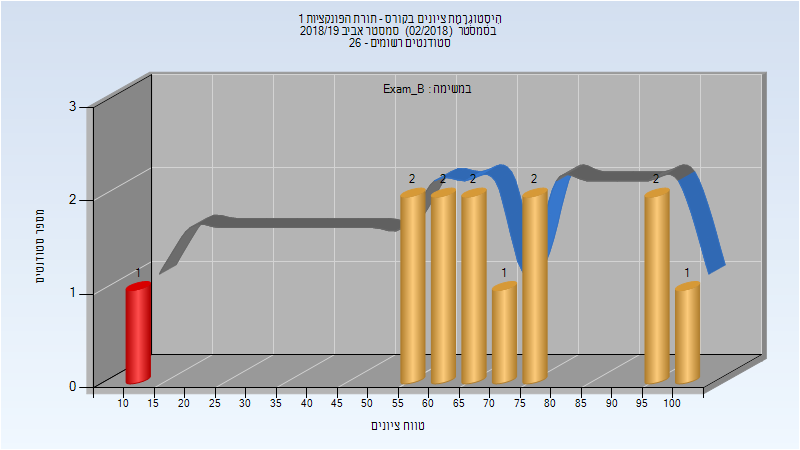 היסטוגרמת ציונים בקורס - תורת הפונקציות 1
בסמסטר (02/2018) סמסטר אביב 2018/19
סטודנטים רשומים - 26
במשימה : Exam_B
מספר סטודנטים
3
2
1
0
1
2
2
2
1
2
2
1
10 15 20 25 30 35 40 45 50 55 60 65 70 75 80 85 90 95 100
טווח ציונים